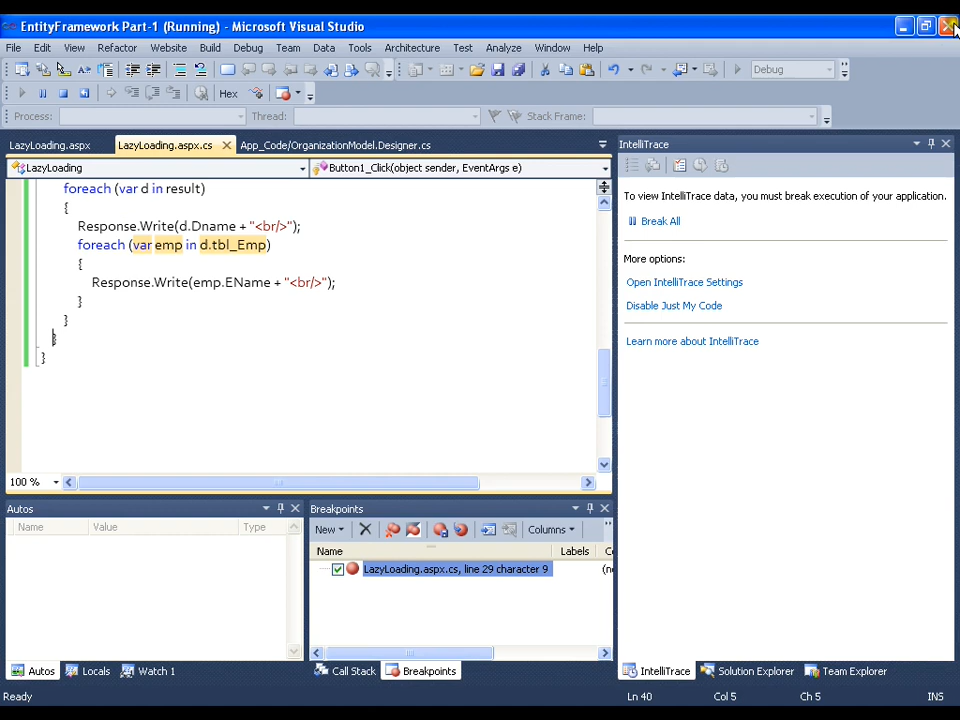 EntityFramework Part-1 (Running) - Microsoft Visual Studio
File Edit View Refactor Website Build Debug Team Data Tools Architecture Test Analyze Window Help
Debug
Hex
Process: Thread: Stack Frame:
LazyLoading.aspx LazyLoading.aspx.cs App_Code/OrganizationModel.Designer.cs
LazyLoading Button1_Click(object sender, EventArgs e)
foreach (var d in result)
{
Response.Write(d.Dname + "<br/>");
foreach (var emp in d.tbl_Emp)
{
Response.Write(emp.EName + "<br/>");
}
}
}
}
100 %
IntelliTrace
To view IntelliTrace data, you must break execution of your application.
Break All
More options:
Open IntelliTrace Settings
Disable Just My Code
Learn more about IntelliTrace
Autos
Name Value Type
Breakpoints
New Columns
Name Labels
LazyLoading.aspx.cs, line 29 character 9
Autos Locals Watch 1
Call Stack Breakpoints
IntelliTrace Solution Explorer Team Explorer
Ready Ln 40 Col 5 Ch 5 INS